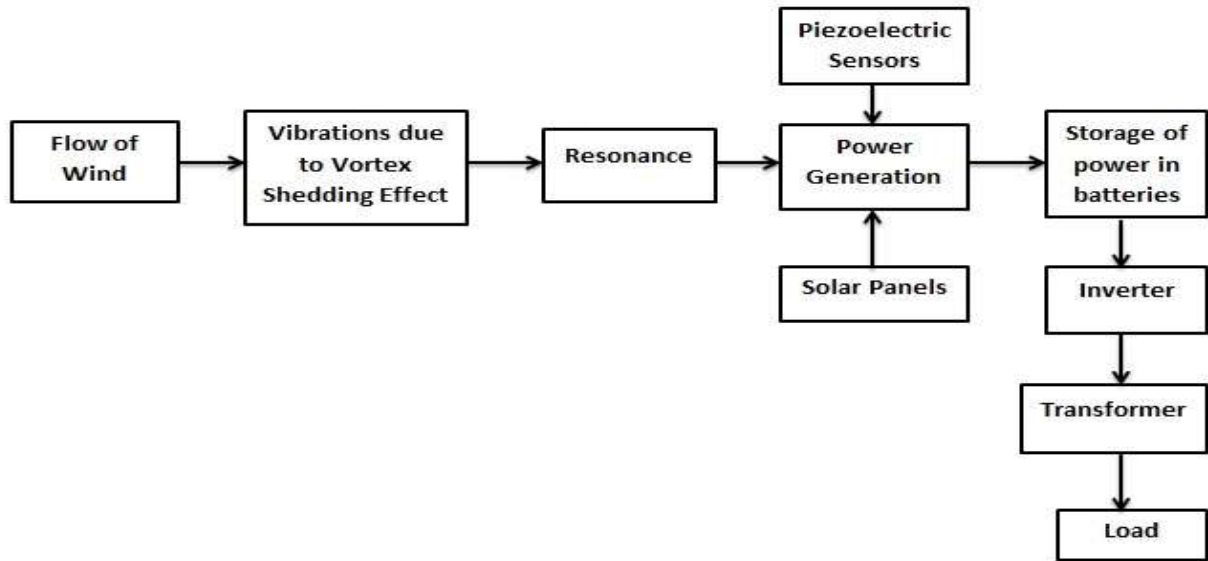 Piezoelectric
Sensors
Flow of
Wind
Vibrations due
to Vortex
Shedding Effect
Resonance
Power
Generation
Storage of
power in
batteries
Solar Panels
Inverter
Transformer
Load